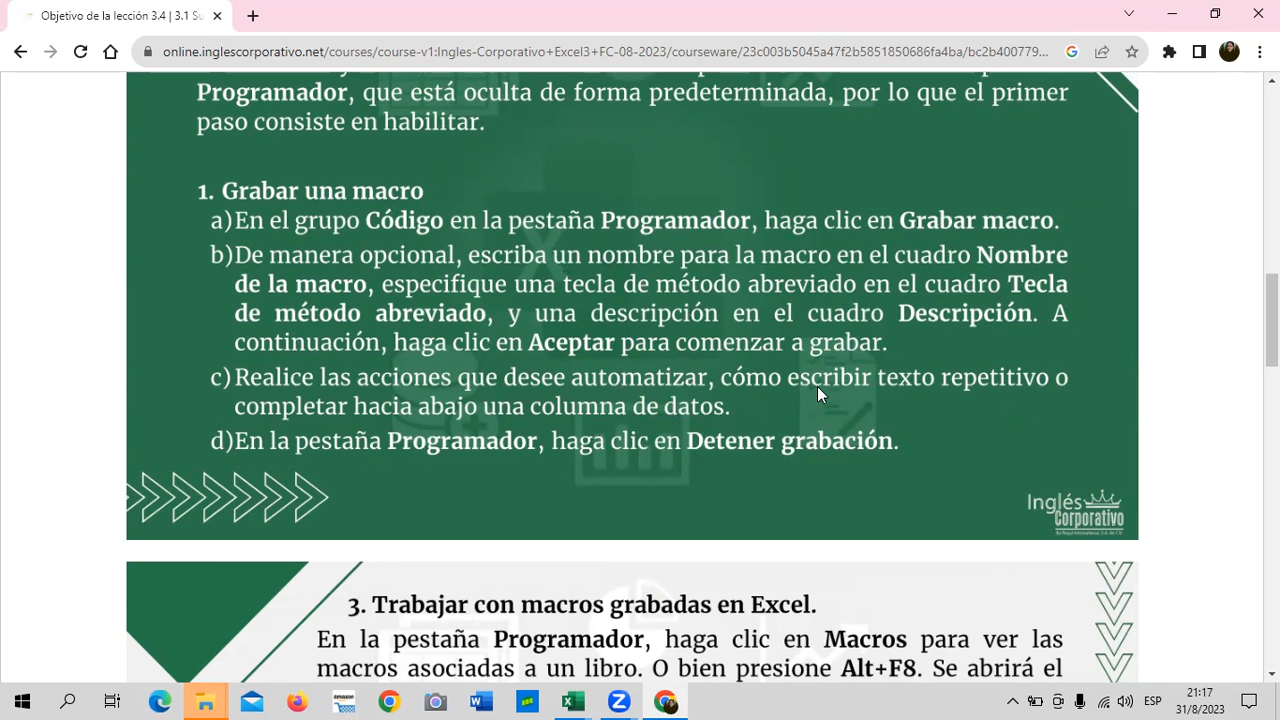 Objetivo de la lección 3.4 | 3.1 Su
online.inglescorporativo.net/courses/course-v1:Ingles-Corporativo+Excel3+FC-08-2023/courseware/23c003b5045a47f2b5851850686fa4ba/bc2b400779...
Programador, que está oculta de forma predeterminada, por lo que el primer
paso consiste en habilitar.
1. Grabar una macro
a) En el grupo Código en la pestaña Programador, haga clic en Grabar macro.
b) De manera opcional, escriba un nombre para la macro en el cuadro Nombre
de la macro, especifique una tecla de método abreviado en el cuadro Tecla
de método abreviado, y una descripción en el cuadro Descripción. A
continuación, haga clic en Aceptar para comenzar a grabar.
c) Realice las acciones que desee automatizar, cómo escribir texto repetitivo o
completar hacia abajo una columna de datos.
d) En la pestaña Programador, haga clic en Detener grabación.
Inglés
Corporativo
3. Trabajar con macros grabadas en Excel.
En la pestaña Programador, haga clic en Macros para ver las
macros asociadas a un libro. O bien presione Alt+F8. Se abrirá el
amazon
ESP
21:17
31/8/2023